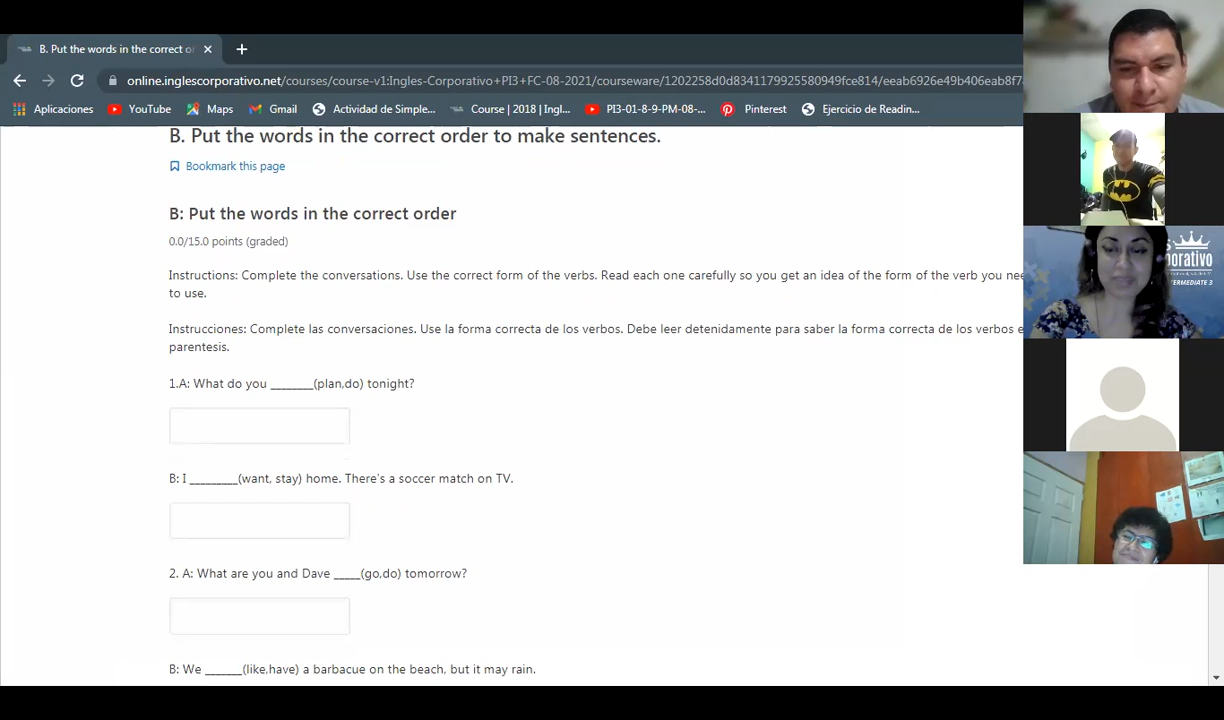 B. Put the words in the correct or
online.inglescorporativo.net/courses/course-v1:Ingles-Corporativo+PI3+FC-08-2021/courseware/1202258d0d8341179925580949fce814/eeab6926e49b406eab8f7
Aplicaciones YouTube Maps Gmail Actividad de Simple... Course | 2018 | Ingl... PI3-01-8-9-PM-08-... Pinterest Ejercicio de Readin...
B. Put the words in the correct order to make sentences.
Bookmark this page
B: Put the words in the correct order
0.0/15.0 points (graded)
Instructions: Complete the conversations. Use the correct form of the verbs. Read each one carefully so you get an idea of the form of the verb you nee
to use.
Instrucciones: Complete las conversaciones. Use la forma correcta de los verbos. Debe leer detenidamente para saber la forma correcta de los verbos e
parentesis.
1.A: What do you ________(plan,do) tonight?
B: I _________(want, stay) home. There's a soccer match on TV.
2. A: What are you and Dave _____(go,do) tomorrow?
B: We _______(like,have) a barbacue on the beach, but it may rain.
orativo
ERMEDIATE 3